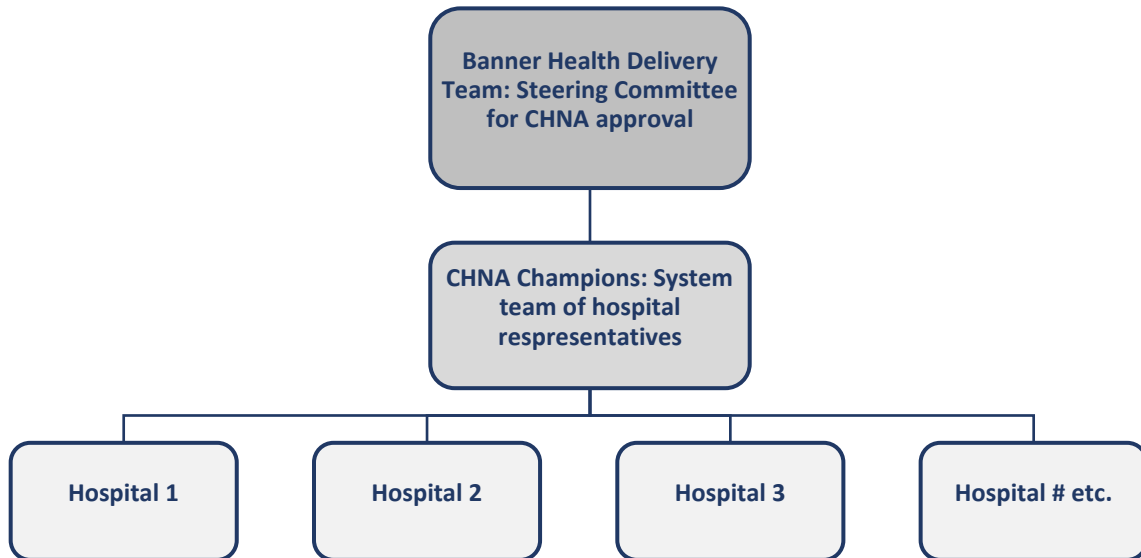 Banner Health Delivery
Team: Steering Committee
for CHNA approval
CHNA Champions: System
team of hospital
respresentatives
Hospital 1
Hospital 2
Hospital 3
Hospital # etc.